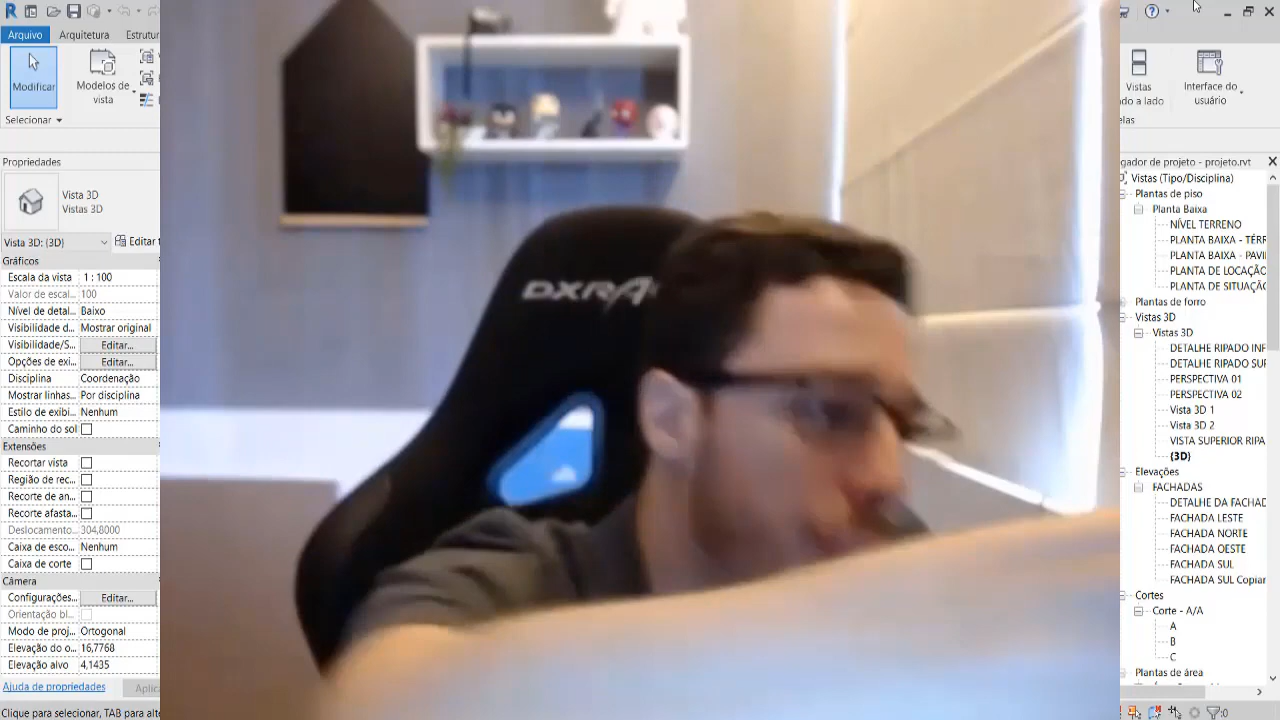 Arquivo
Arquitetura
Estrutur
Modificar
Modelos de
vista
Selecionar
Propriedades
Vista 3D
Vistas 3D
Vista 3D: {3D}
Editar t
Gráficos
Escala da vista 1 : 100
Valor de escal... 100
Nível de detal... Baixo
Visibilidade d... Mostrar original
Visibilidade/S... Editar...
Opções de exi... Editar...
Disciplina Coordenação
Mostrar linhas... Por disciplina
Estilo de exibi... Nenhum
Caminho do sol
Extensões
Recortar vista
Região de rec...
Recorte de an...
Recorte afasta...
Deslocamento... 304,8000
Caixa de esco... Nenhum
Caixa de corte
Câmera
Configurações... Editar...
Orientação bl...
Modo de proj... Ortogonal
Elevação do o... 16,7768
Elevação alvo 4,1435
Ajuda de propriedades
Aplica
Clique para selecionar, TAB para alte
DXRA
Vistas
do a lado
Interface do
usuário
elas
gador de projeto - projeto.rvt
Vistas (Tipo/Disciplina)
Plantas de piso
Planta Baixa
NÍVEL TERRENO
PLANTA BAIXA - TÉRR
PLANTA BAIXA - PAVI
PLANTA DE LOCAÇÃO
PLANTA DE SITUAÇÃO
Plantas de forro
Vistas 3D
Vistas 3D
DETALHE RIPADO INF
DETALHE RIPADO SUP
PERSPECTIVA 01
PERSPECTIVA 02
Vista 3D 1
Vista 3D 2
VISTA SUPERIOR RIPA
{3D}
Elevações
FACHADAS
DETALHE DA FACHAD
FACHADA LESTE
FACHADA NORTE
FACHADA OESTE
FACHADA SUL
FACHADA SUL Copiar
Cortes
Corte - A/A
A
B
C
Plantas de área
:0